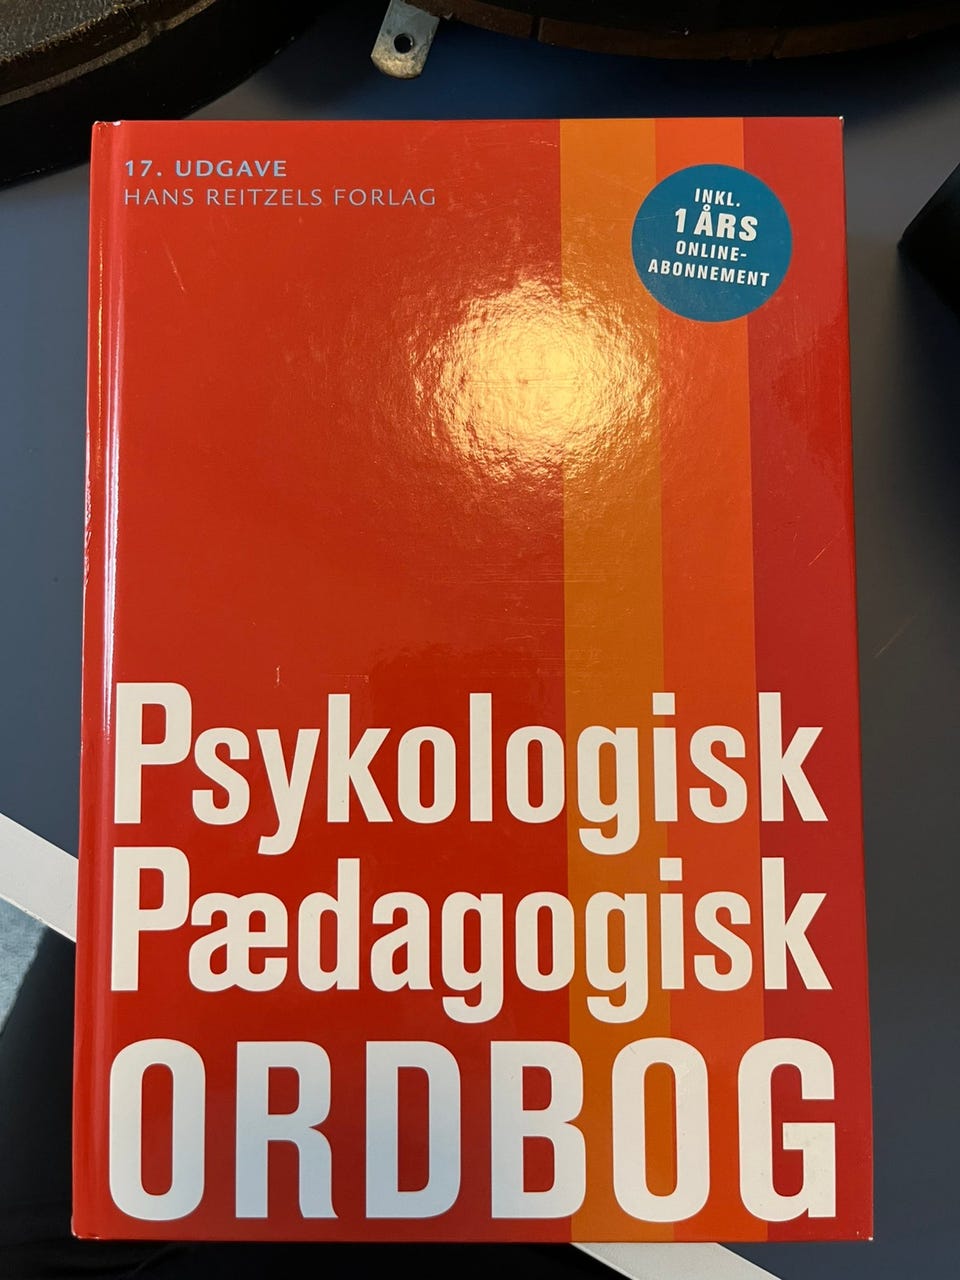 17. UDGAVE
HANS REITZELS FORLAG
INKL.
1 ÅRS
ONLINE-
ABONNEMENT
Psykologisk
Pædagogisk
ORDBOG